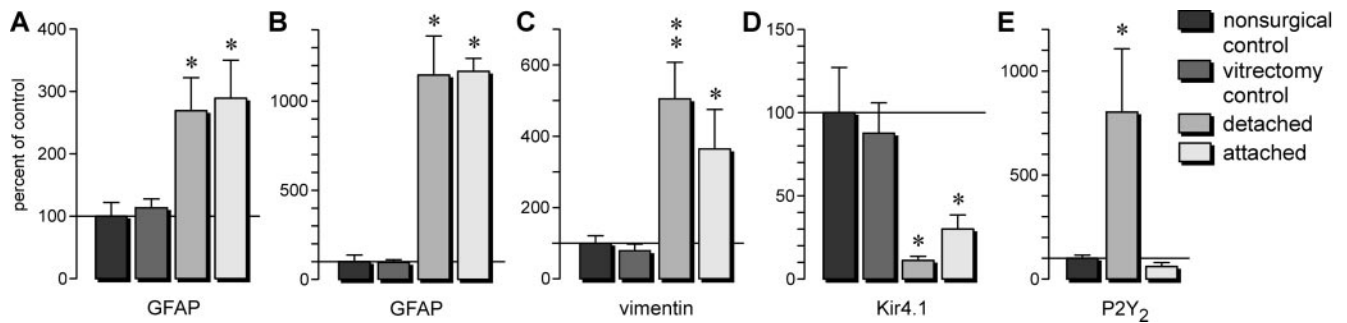 A
B
C
D
E
percent of control
400
300
200
100
0
GFAP
*
*
1000
500
0
GFAP
*
*
600
400
200
0
vimentin
*
*
*
150
100
50
0
Kir4.1
*
*
1000
500
0
P2Y2
*
nonsurgical
control
vitrectomy
control
detached
attached